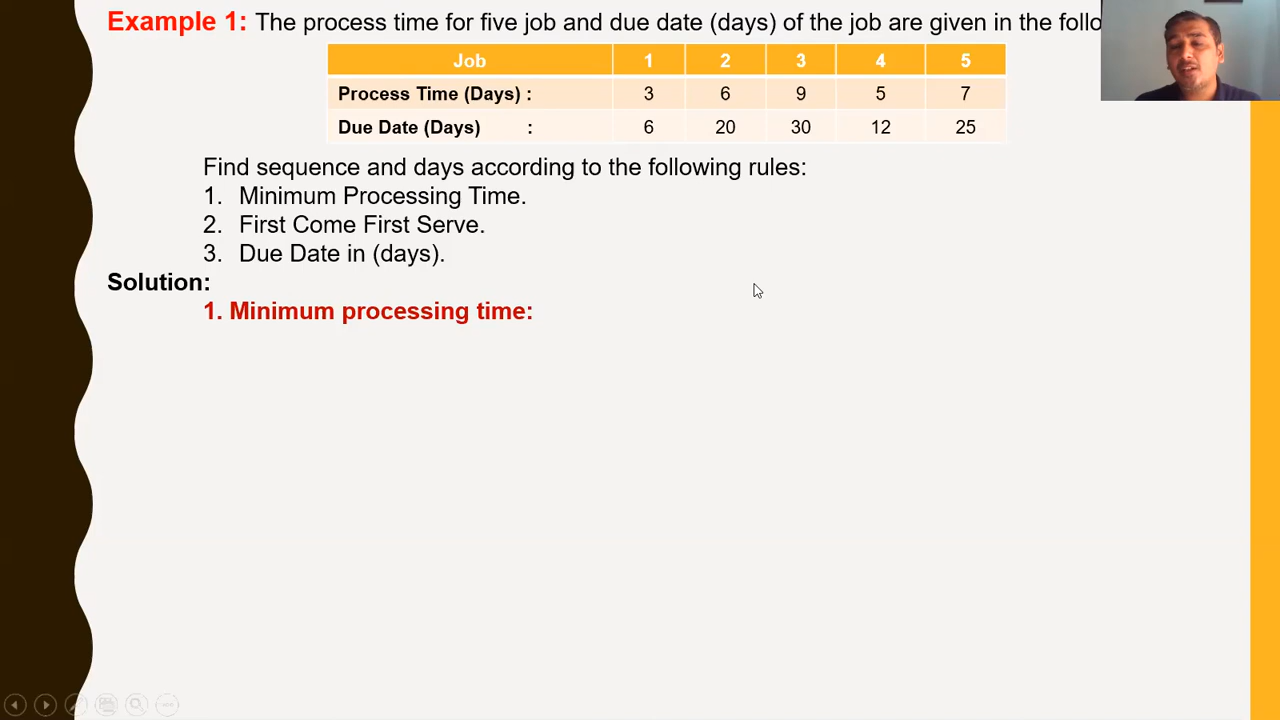 Example 1: The process time for five job and due date (days) of the job are given in the follo
Job 1 2 3 4 5
Process Time (Days) : 3 6 9 5 7
Due Date (Days) : 6 20 30 12 25
Find sequence and days according to the following rules:
1. Minimum Processing Time.
2. First Come First Serve.
3. Due Date in (days).
Solution:
1. Minimum processing time: